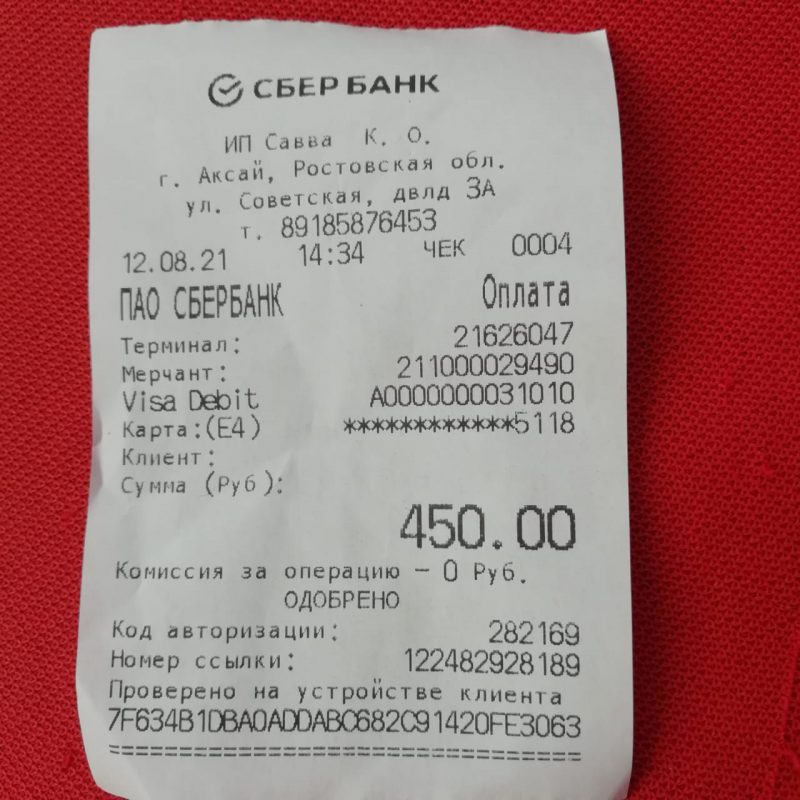 СБЕР БАНК
ИП Савва К. О.
г. Аксай, Ростовская обл.
ул. Советская, двлд 3А
т. 89185876453
12.08.21 14:34 ЧЕК 0004
ПАО СБЕРБАНК Оплата
Терминал: 21626047
Мерчант: 211000029490
Visa Debit A0000000031010
Карта:(E4) ************5118
Клиент:
Сумма (Руб):
450.00
Комиссия за операцию – 0 Руб.
ОДОБРЕНО
Код авторизации: 282169
Номер ссылки: 122482928189
Проверено на устройстве клиента
7F634B1DBA0ADDABC682C91420FE3063
================================